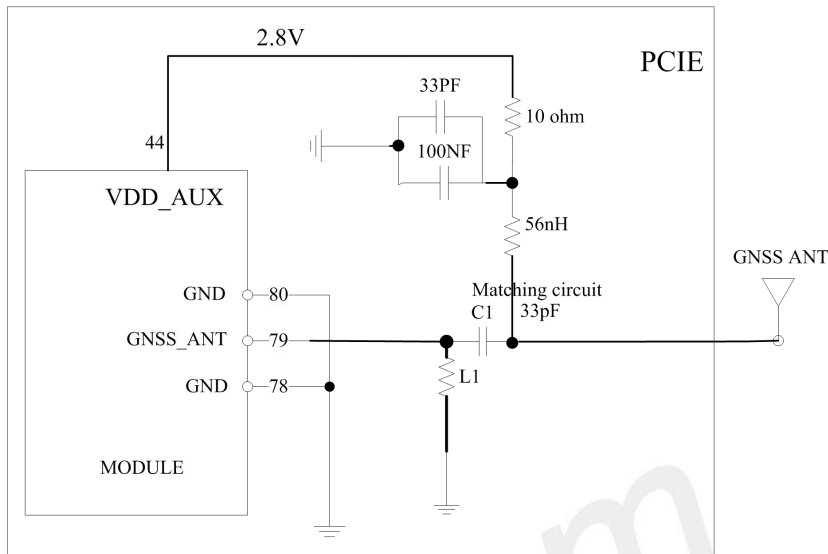 2.8V
PCIE
33PF
10 ohm
44
100NF
VDD_AUX
56nH
GNSS ANT
GND
80
Matching circuit
C1
33pF
GNSS_ANT
79
L1
GND
78
MODULE